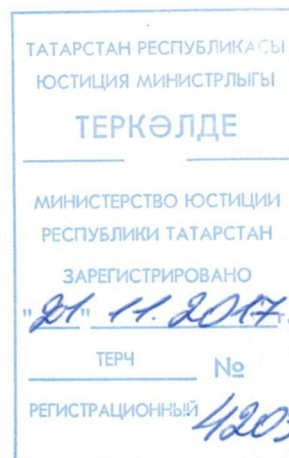 ТАТАРСТАН РЕСПУБЛИКАСЫ
ЮСТИЦИЯ МИНИСТРЛЫГЫ
ТЕРКӘЛДЕ
МИНИСТЕРСТВО ЮСТИЦИИ
РЕСПУБЛИКИ ТАТАРСТАН
ЗАРЕГИСТРИРОВАНО
"21" 11. 2017
ТЕРЧ №
РЕГИСТРАЦИОННЫЙ